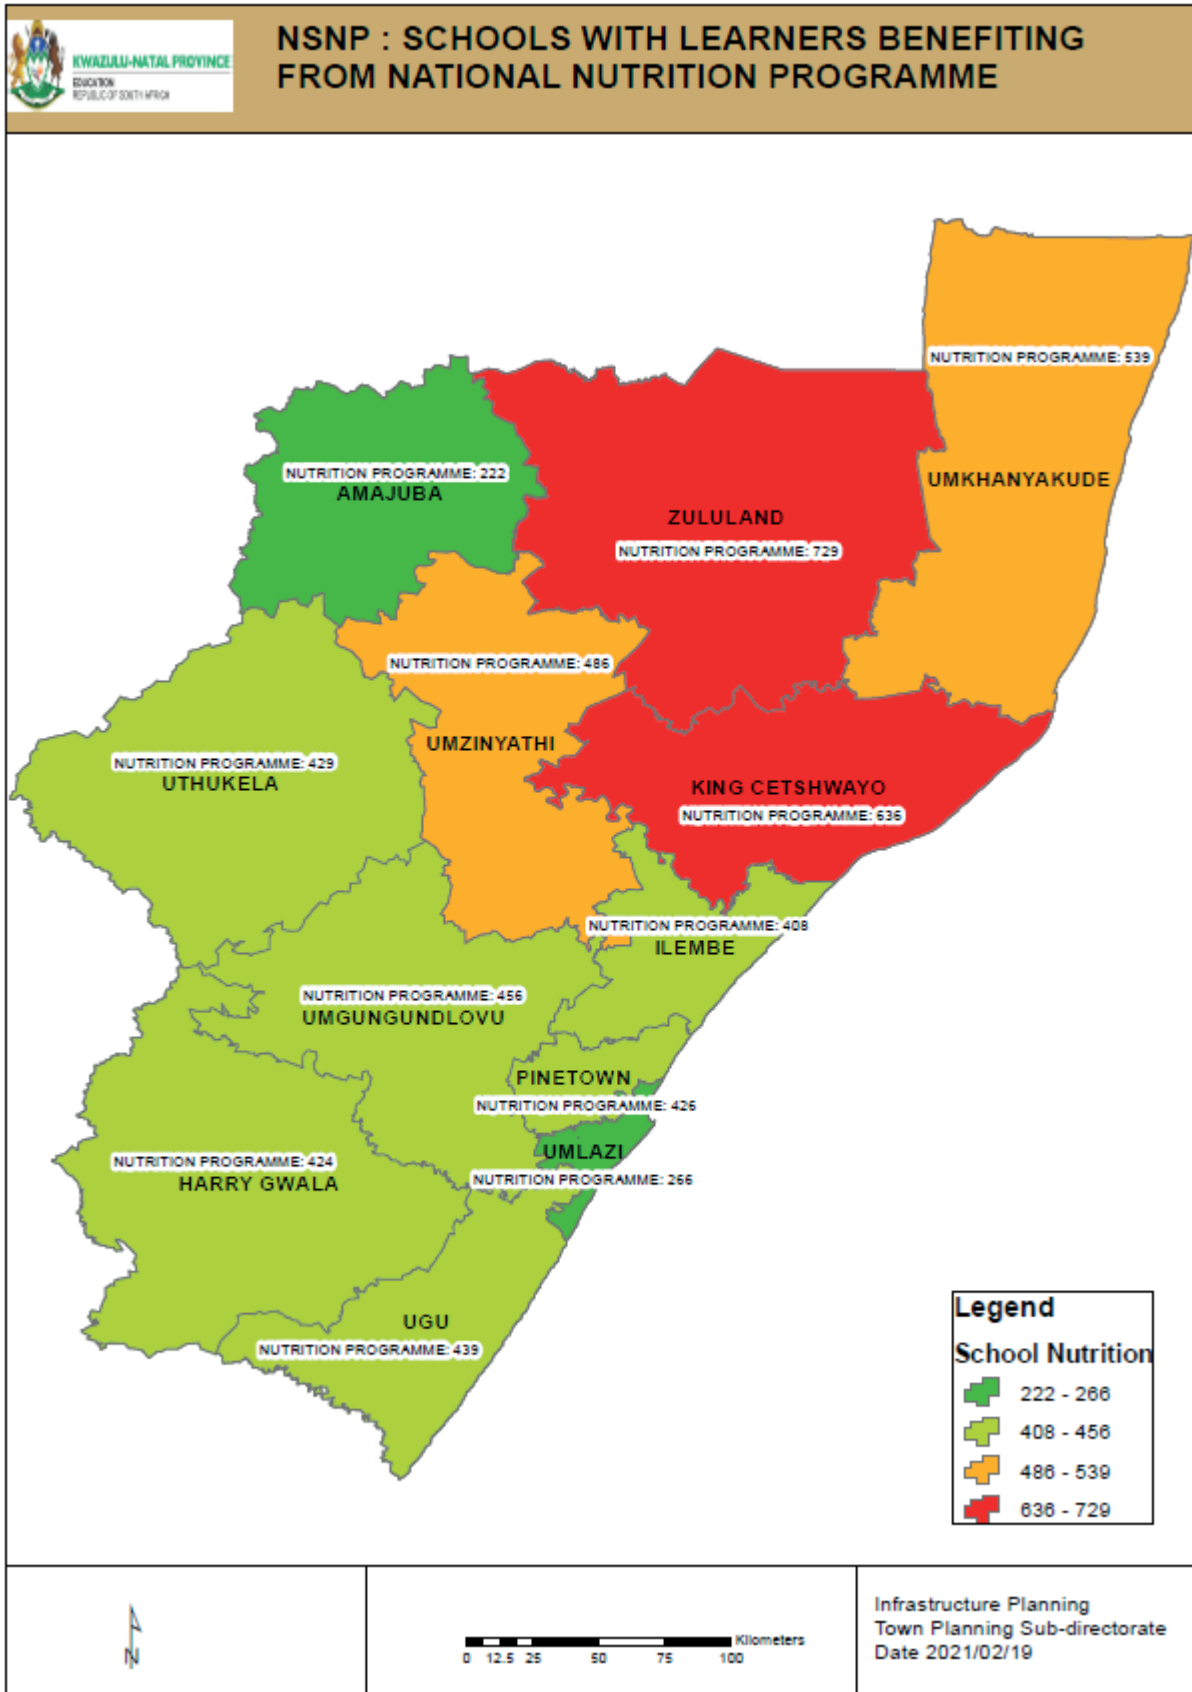 KWAZULU-NATAL PROVINCE
EDUCATION
REPUBLIC OF SOUTH AFRICA
NSNP : SCHOOLS WITH LEARNERS BENEFITING
FROM NATIONAL NUTRITION PROGRAMME
NUTRITION PROGRAMME: 539
UMKHANYAKUDE
NUTRITION PROGRAMME: 222
AMAJUBA
ZULULAND
NUTRITION PROGRAMME: 729
NUTRITION PROGRAMME: 486
UMZINYATHI
NUTRITION PROGRAMME: 429
UTHUKELA
KING CETSHWAYO
NUTRITION PROGRAMME: 636
NUTRITION PROGRAMME: 408
ILEMBE
NUTRITION PROGRAMME: 456
UMGUNGUNDLOVU
PINETOWN
NUTRITION PROGRAMME: 426
UMLAZI
NUTRITION PROGRAMME: 266
NUTRITION PROGRAMME: 424
HARRY GWALA
UGU
NUTRITION PROGRAMME: 439
Legend
School Nutrition
222 - 266
408 - 456
486 - 539
636 - 729
N
Kilometers
0 12.5 25 50 75 100
Infrastructure Planning
Town Planning Sub-directorate
Date 2021/02/19